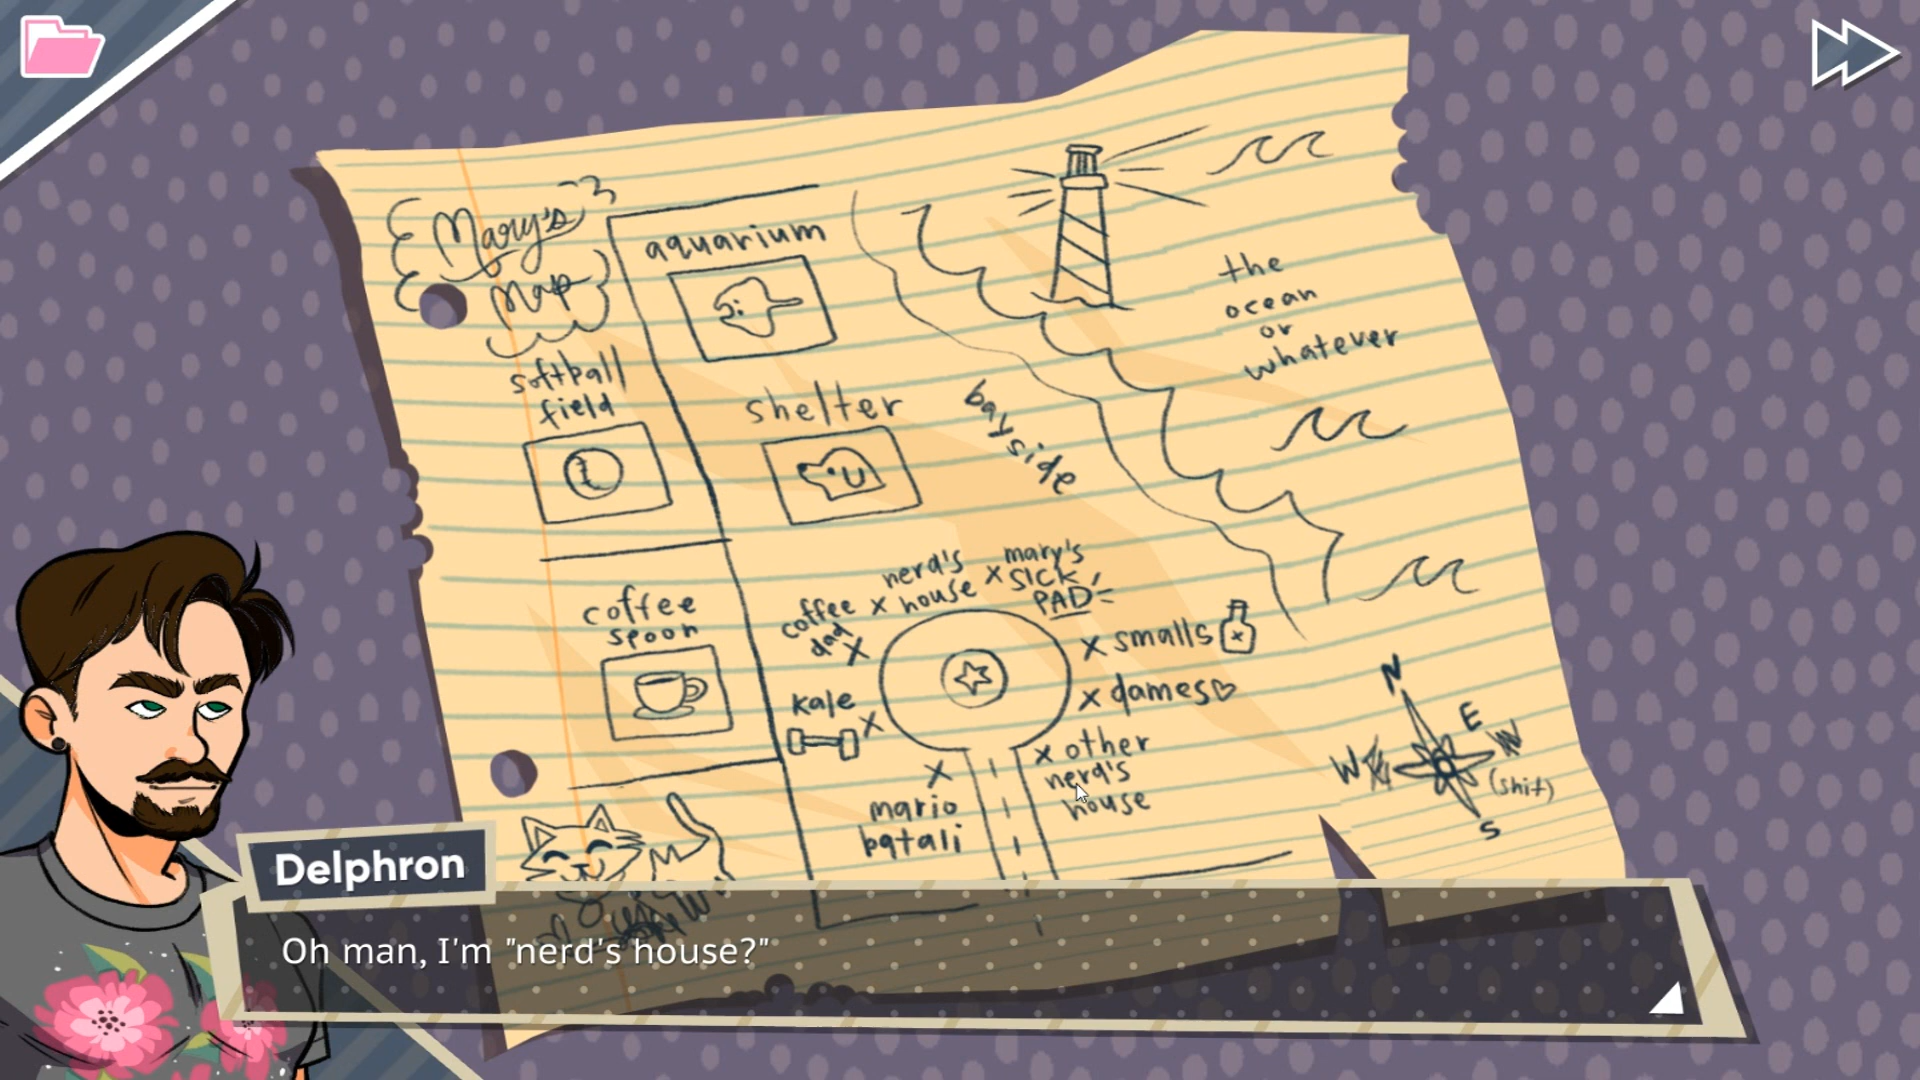 Mary's
Map
aquarium
softball
field
shelter
the
ocean
or
whatever
bayside
coffee
spoon
coffee
dad x
x nerd's
house
x mary's
SICK
PAD
x smalls
x dames
kale x
x other
nerd's
house
x
mario
batali
N
E
W
(shit)
S
Delphron
Oh man, I'm "nerd's house?"